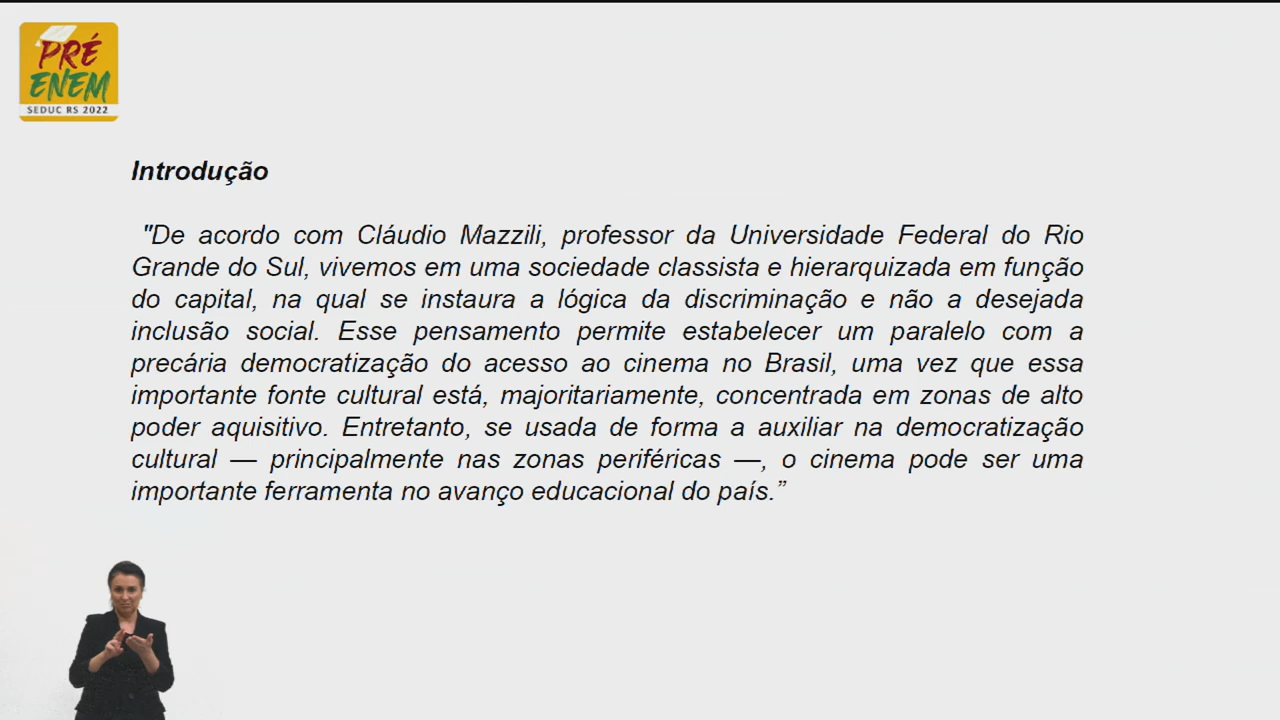 PRÉ
ENEM
SEDUC RS 2022
Introdução
"De acordo com Cláudio Mazzili, professor da Universidade Federal do Rio
Grande do Sul, vivemos em uma sociedade classista e hierarquizada em função
do capital, na qual se instaura a lógica da discriminação e não a desejada
inclusão social. Esse pensamento permite estabelecer um paralelo com a
precária democratização do acesso ao cinema no Brasil, uma vez que essa
importante fonte cultural está, majoritariamente, concentrada em zonas de alto
poder aquisitivo. Entretanto, se usada de forma a auxiliar na democratização
cultural — principalmente nas zonas periféricas —, o cinema pode ser uma
importante ferramenta no avanço educacional do país.”